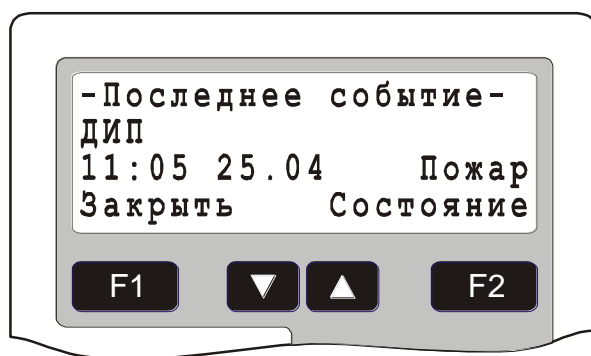 -Последнее событие-
ДИП
11:05 25.04 Пожар
Закрыть Состояние
F1 F2